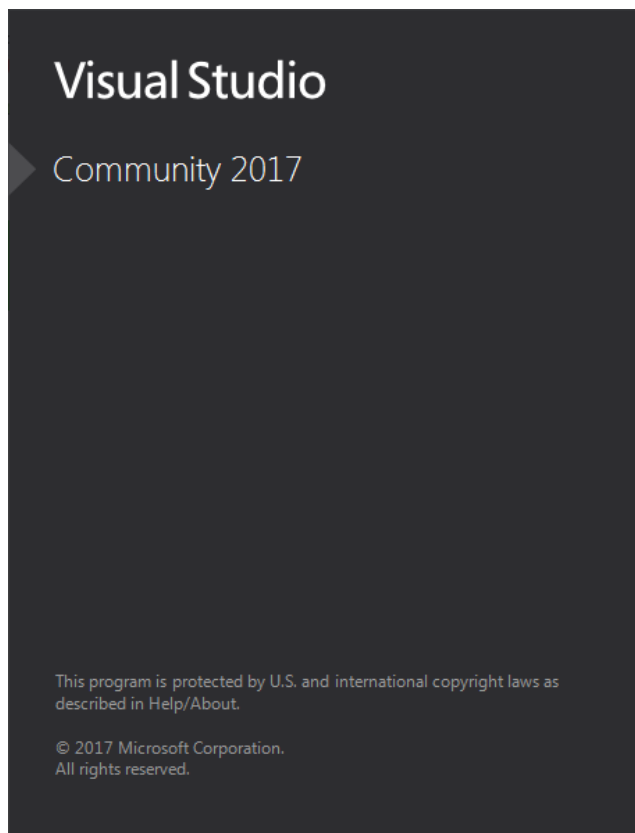 Visual Studio
Community 2017
This program is protected by U.S. and international copyright laws as
described in Help/About.
© 2017 Microsoft Corporation.
All rights reserved.